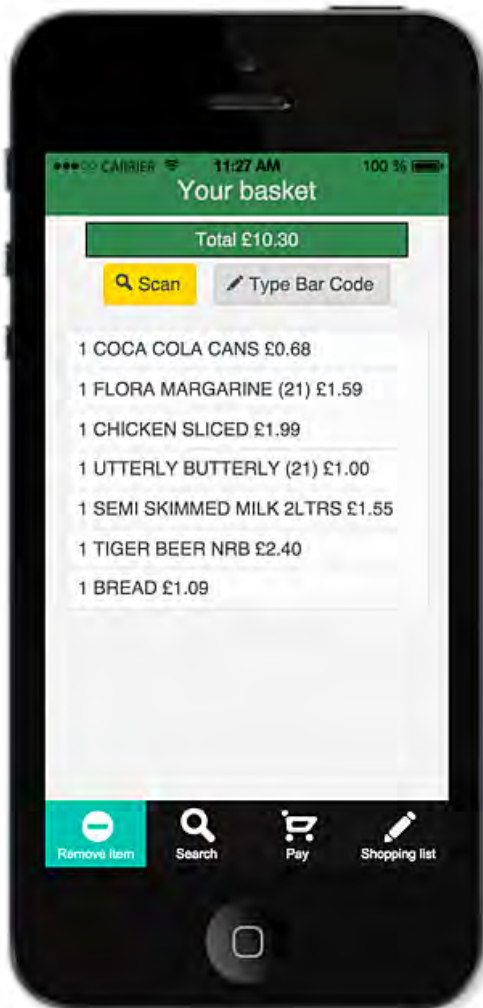 CARRIER 11:27 AM 100 %
Your basket
Total £10.30
Scan Type Bar Code
1 COCA COLA CANS £0.68
1 FLORA MARGARINE (21) £1.59
1 CHICKEN SLICED £1.99
1 UTTERLY BUTTERLY (21) £1.00
1 SEMI SKIMMED MILK 2LTRS £1.55
1 TIGER BEER NRB £2.40
1 BREAD £1.09
Remove item Search Pay Shopping list